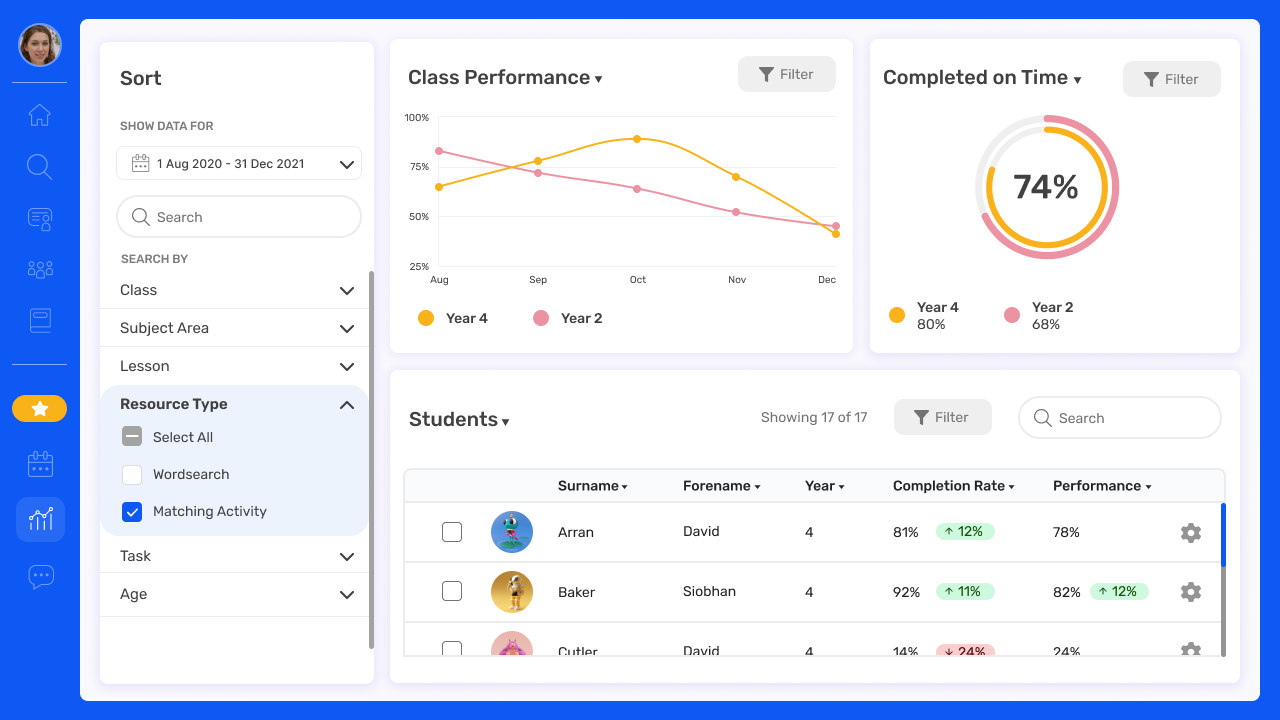 Sort
SHOW DATA FOR
1 Aug 2020 - 31 Dec 2021
Search
SEARCH BY
Class
Subject Area
Lesson
Resource Type
Select All
Wordsearch
Matching Activity
Task
Age
Class Performance
Filter
100%
75%
50%
25%
Aug Sep Oct Nov Dec
Year 4 Year 2
Completed on Time
Filter
74%
Year 4 Year 2
80% 68%
Students
Showing 17 of 17
Filter
Search
Surname Forename Year Completion Rate Performance
Arran David 4 81% 12% 78%
Baker Siobhan 4 92% 11% 82% 12%
Cutler David 4 14% 24% 24%